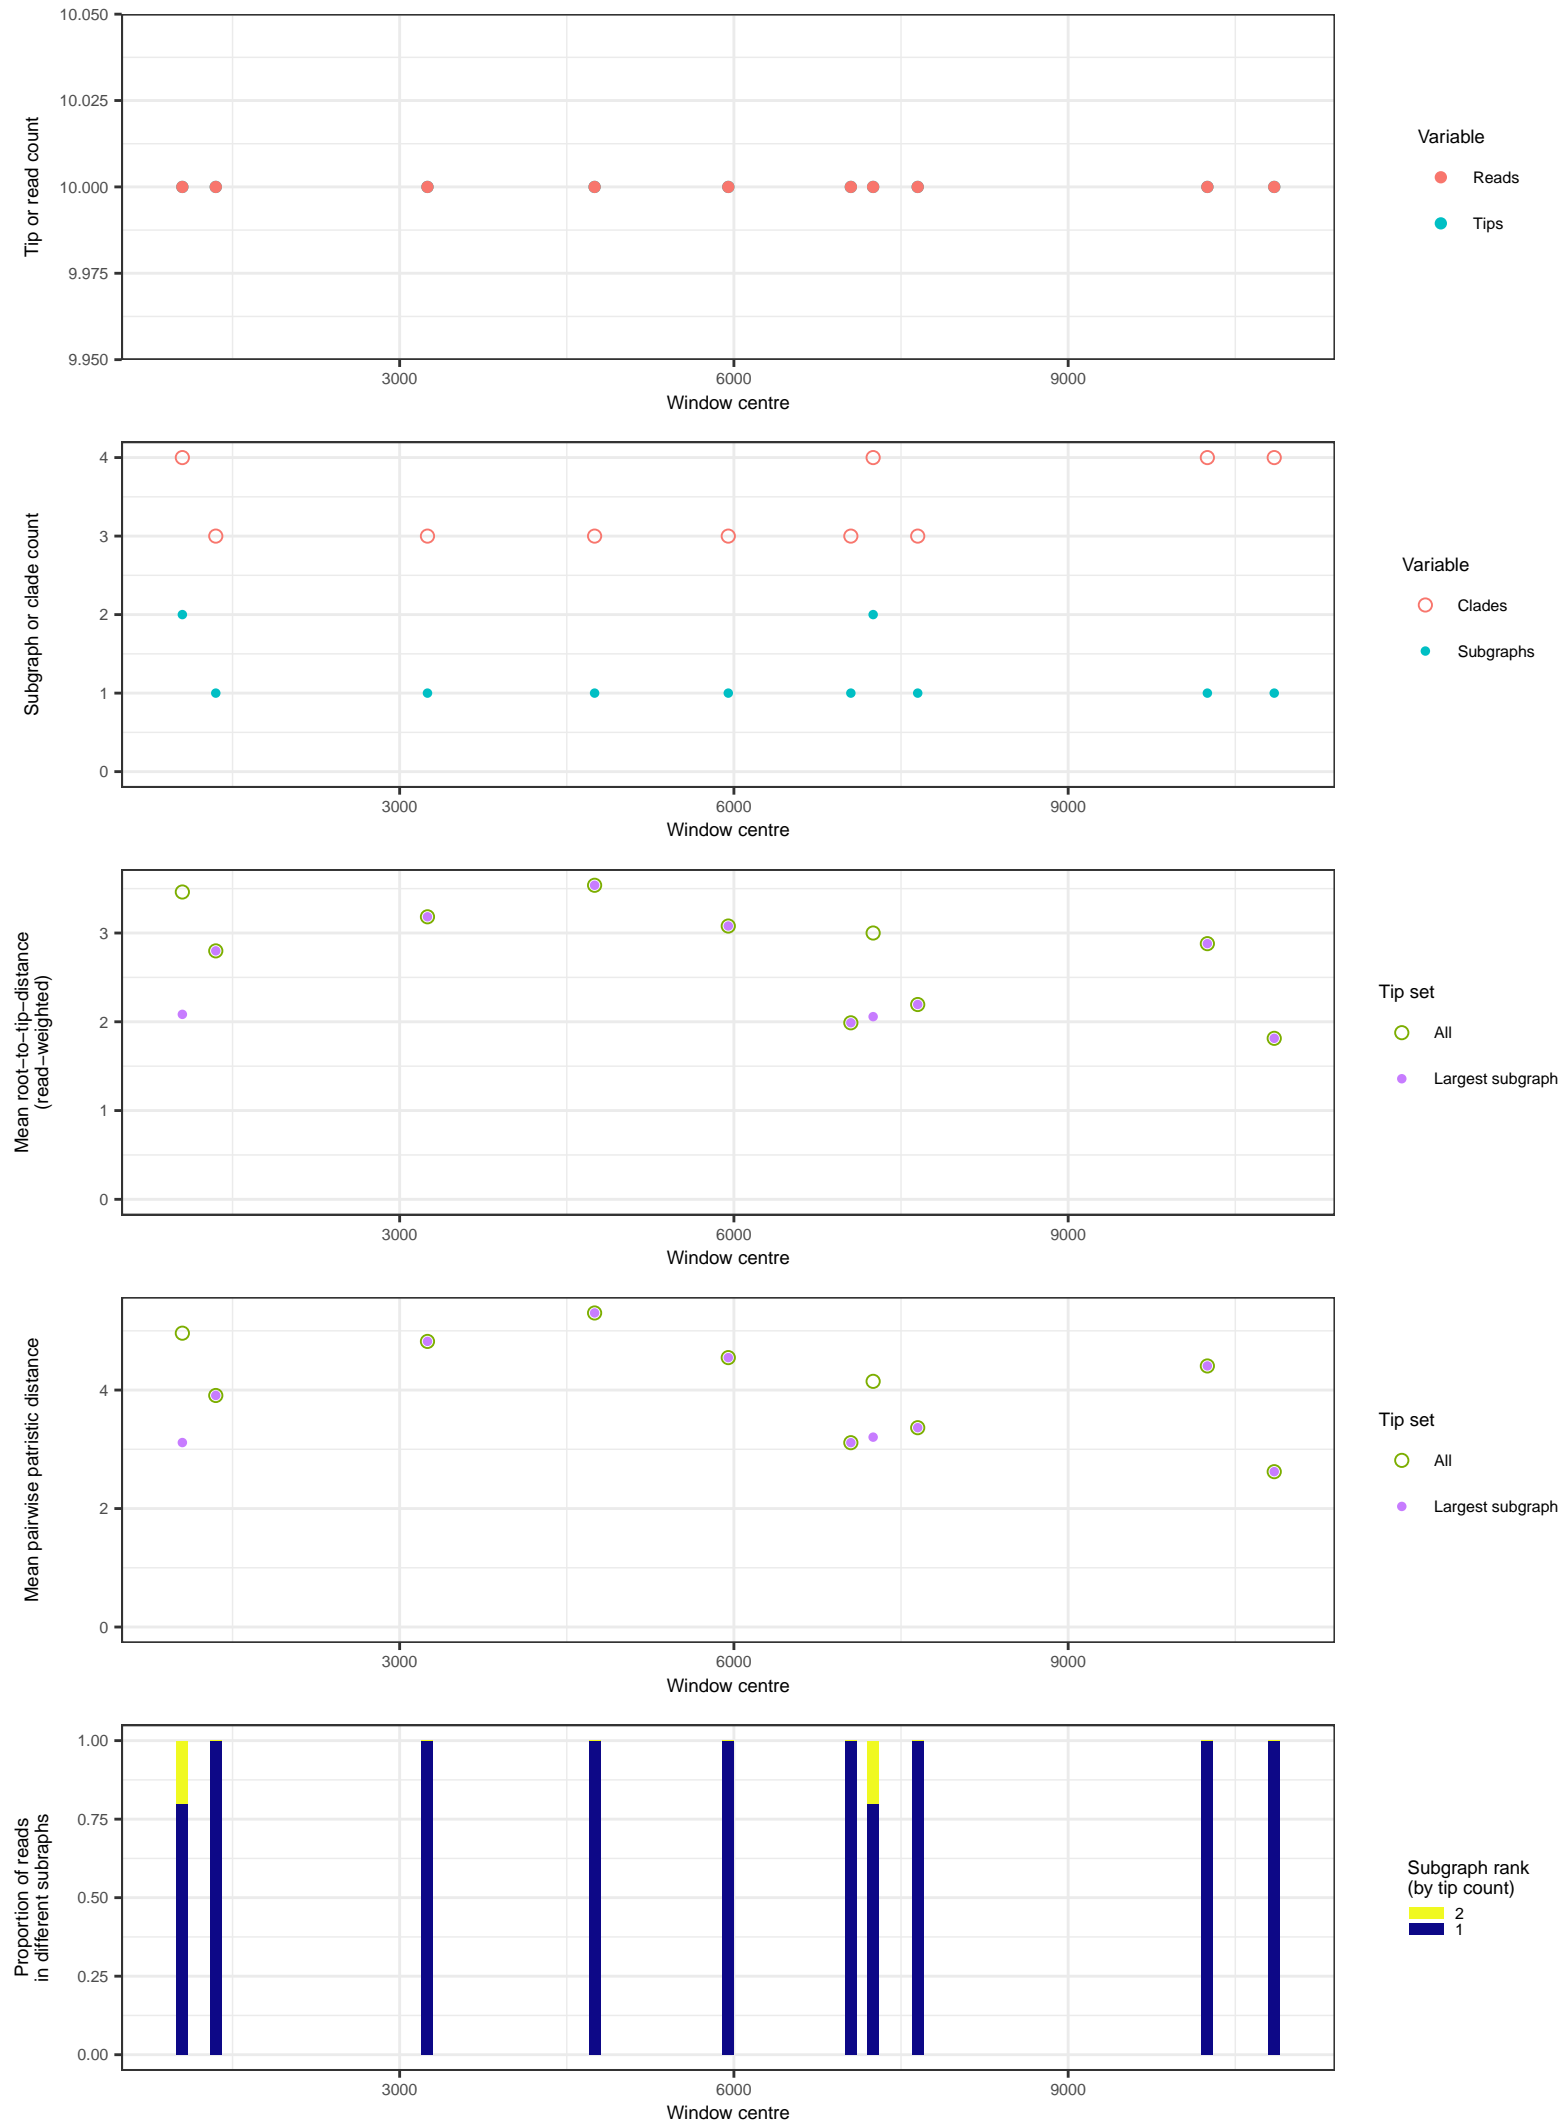 10.050
10.025
10.000
9.975
9.950
Tip or read count
3000 6000 9000
Window centre
Variable
Reads
Tips
4
3
2
1
0
Subgraph or clade count
3000 6000 9000
Window centre
Variable
Clades
Subgraphs
3
2
1
0
Mean root−to−tip−distance
(read−weighted)
3000 6000 9000
Window centre
Tip set
All
Largest subgraph
4
2
0
Mean pairwise patristic distance
3000 6000 9000
Window centre
Tip set
All
Largest subgraph
1.00
0.75
0.50
0.25
0.00
Proportion of reads
in different subraphs
3000 6000 9000
Window centre
Subgraph rank
(by tip count)
2
1